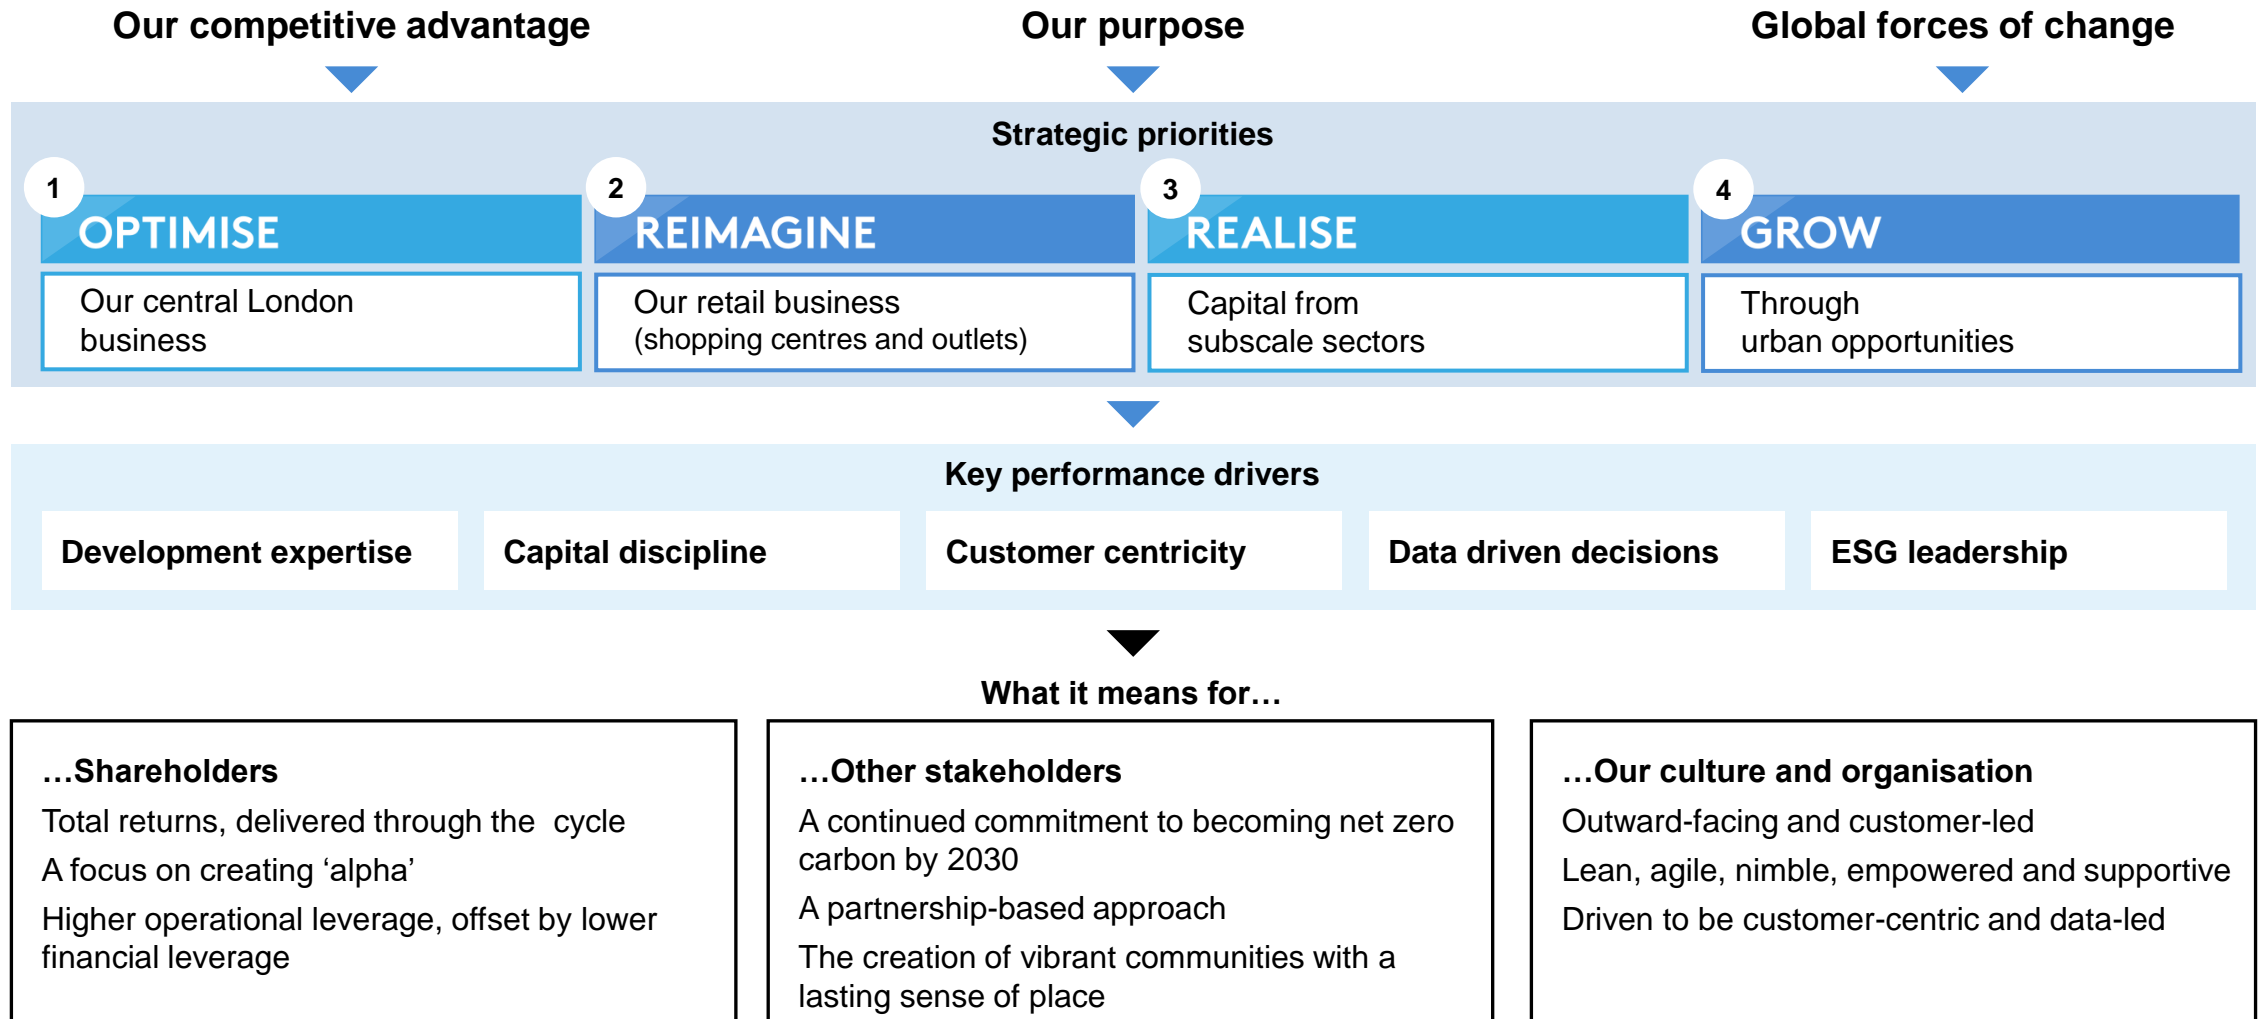 Our competitive advantage
Our purpose
Global forces of change
Strategic priorities
1
OPTIMISE
Our central London
business
2
REIMAGINE
Our retail business
(shopping centres and outlets)
3
REALISE
Capital from
subscale sectors
4
GROW
Through
urban opportunities
Key performance drivers
Development expertise
Capital discipline
Customer centricity
Data driven decisions
ESG leadership
What it means for…
…Shareholders
Total returns, delivered through the cycle
A focus on creating ‘alpha’
Higher operational leverage, offset by lower
financial leverage
…Other stakeholders
A continued commitment to becoming net zero
carbon by 2030
A partnership-based approach
The creation of vibrant communities with a
lasting sense of place
…Our culture and organisation
Outward-facing and customer-led
Lean, agile, nimble, empowered and supportive
Driven to be customer-centric and data-led